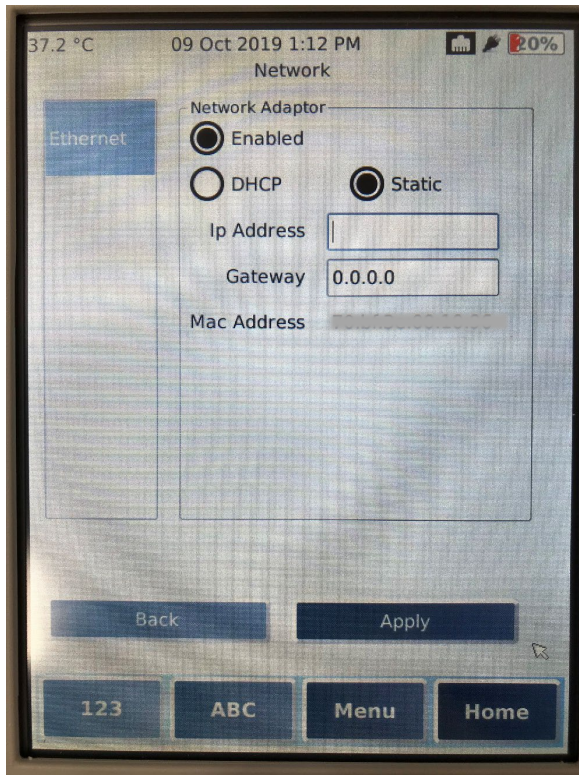 37.2 °C 09 Oct 2019 1:12 PM 20%
Network
Network Adaptor
Ethernet
Enabled
DHCP Static
Ip Address
Gateway 0.0.0.0
Mac Address
Back Apply
123 ABC Menu Home